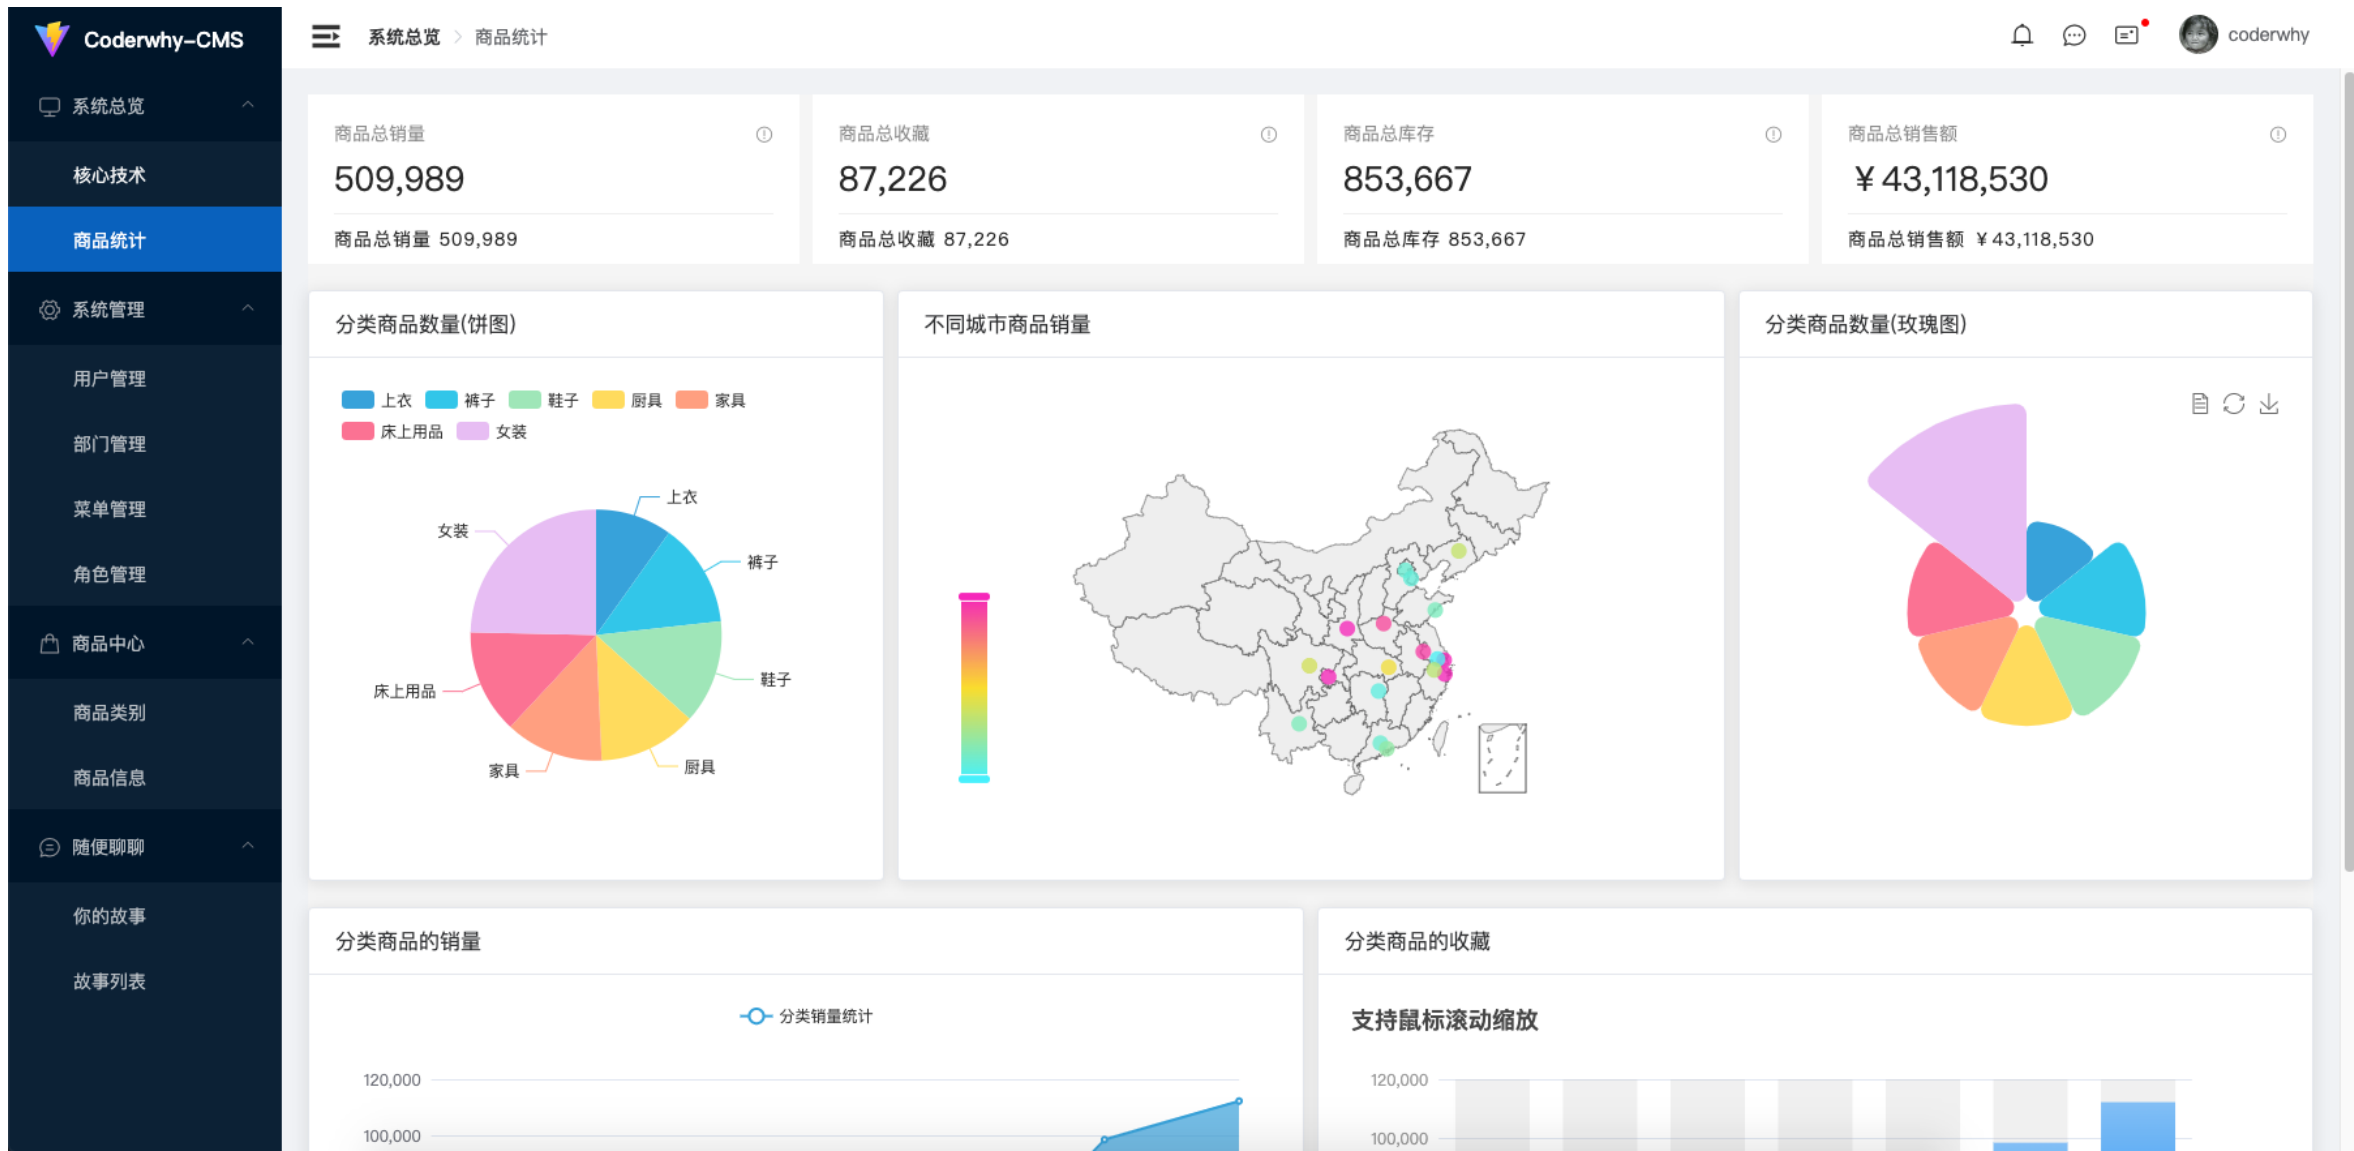 Coderwhy-CMS
系统总览
核心技术
商品统计
系统管理
用户管理
部门管理
菜单管理
角色管理
商品中心
商品类别
商品信息
随便聊聊
你的故事
故事列表
系统总览 > 商品统计
coderwhy
商品总销量
509,989
商品总销量 509,989
商品总收藏
87,226
商品总收藏 87,226
商品总库存
853,667
商品总库存 853,667
商品总销售额
¥ 43,118,530
商品总销售额 ¥ 43,118,530
分类商品数量(饼图)
上衣 裤子 鞋子 厨具 家具
床上用品 女装
上衣
女装
裤子
鞋子
床上用品
厨具
家具
不同城市商品销量
分类商品数量(玫瑰图)
分类商品的销量
分类销量统计
120,000
100,000
分类商品的收藏
支持鼠标滚动缩放
120,000
100,000